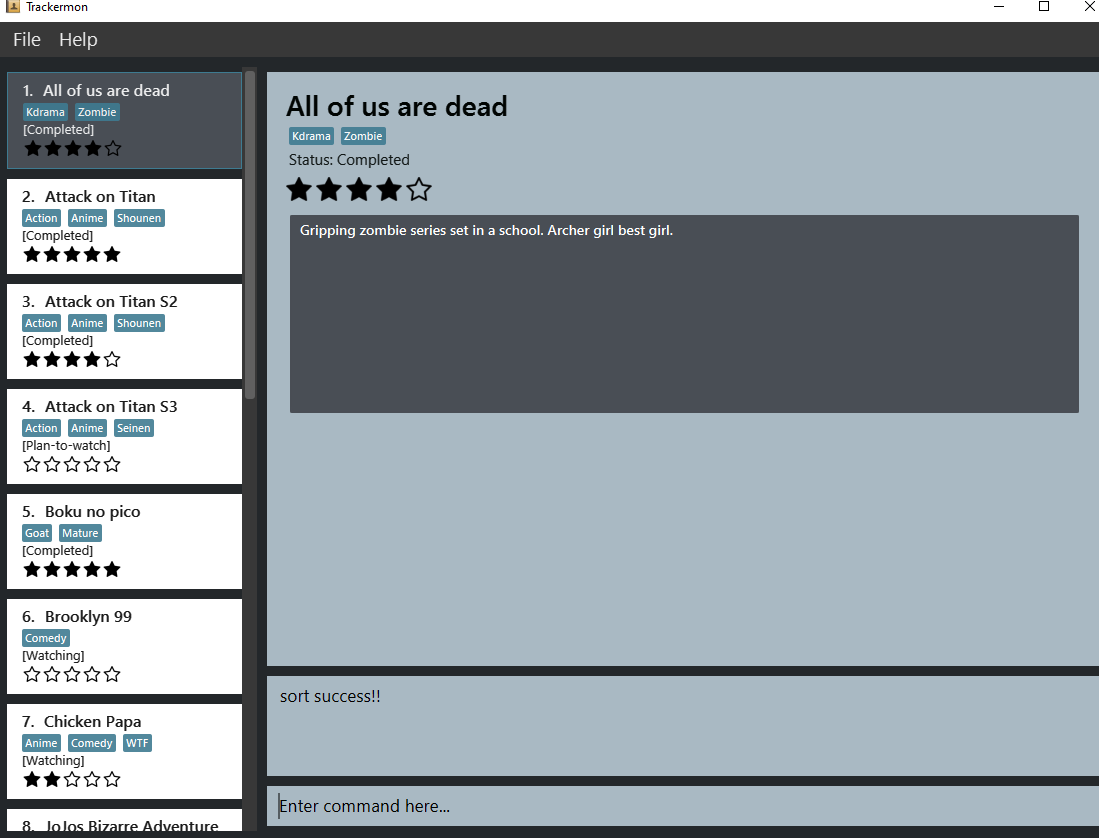 Trackermon
File Help
1. All of us are dead
Kdrama Zombie
[Completed]
2. Attack on Titan
Action Anime Shounen
[Completed]
3. Attack on Titan S2
Action Anime Shounen
[Completed]
4. Attack on Titan S3
Action Anime Seinen
[Plan-to-watch]
5. Boku no pico
Goat Mature
[Completed]
6. Brooklyn 99
Comedy
[Watching]
7. Chicken Papa
Anime Comedy WTF
[Watching]
8. JoJos Bizarre Adventure
All of us are dead
Kdrama Zombie
Status: Completed
Gripping zombie series set in a school. Archer girl best girl.
sort success!!
Enter command here...